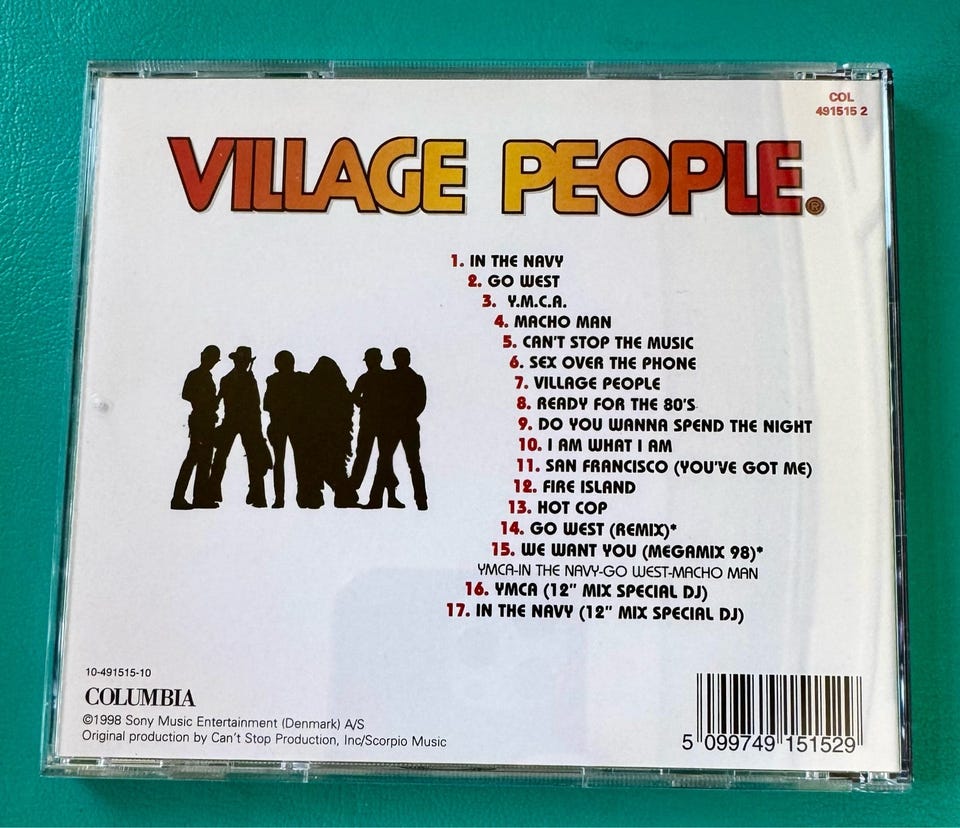 COL
491515 2
VILLAGE PEOPLE®
1. IN THE NAVY
2. GO WEST
3. Y.M.C.A.
4. MACHO MAN
5. CAN'T STOP THE MUSIC
6. SEX OVER THE PHONE
7. VILLAGE PEOPLE
8. READY FOR THE 80'S
9. DO YOU WANNA SPEND THE NIGHT
10. I AM WHAT I AM
11. SAN FRANCISCO (YOU'VE GOT ME)
12. FIRE ISLAND
13. HOT COP
14. GO WEST (REMIX)*
15. WE WANT YOU (MEGAMIX 98)*
YMCA-IN THE NAVY-GO WEST-MACHO MAN
16. YMCA (12" MIX SPECIAL DJ)
17. IN THE NAVY (12" MIX SPECIAL DJ)
10-491515-10
COLUMBIA
©1998 Sony Music Entertainment (Denmark) A/S
Original production by Can't Stop Production, Inc/Scorpio Music
5 099749 151529